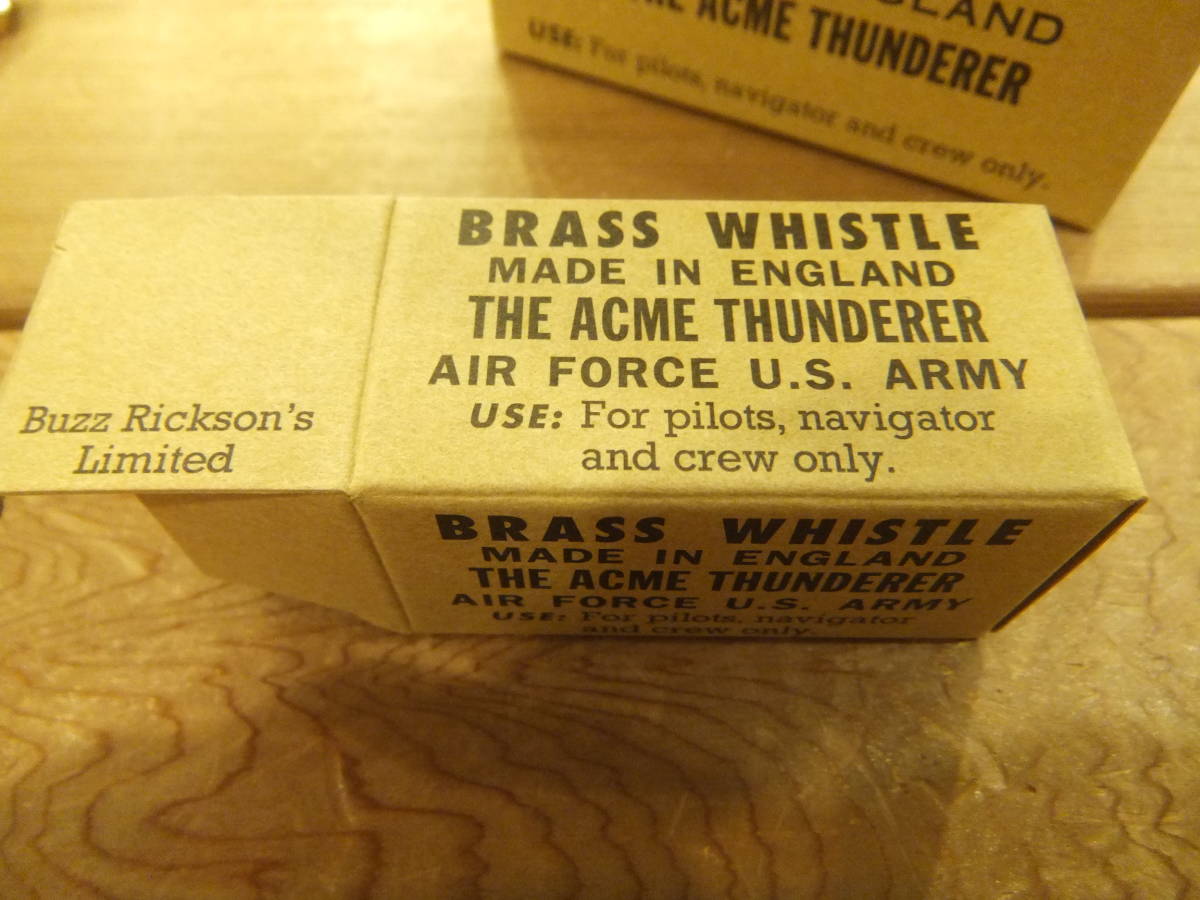 GLAND
THE ACME THUNDERER
USE: For pilots, navigator and crew only.
BRASS WHISTLE
MADE IN ENGLAND
THE ACME THUNDERER
AIR FORCE U.S. ARMY
USE: For pilots, navigator
and crew only.
Buzz Rickson's
Limited
BRASS WHISTLE
MADE IN ENGLAND
THE ACME THUNDERER
AIR FORCE U.S. ARMY
USE: For pilots, navigator
and crew only.